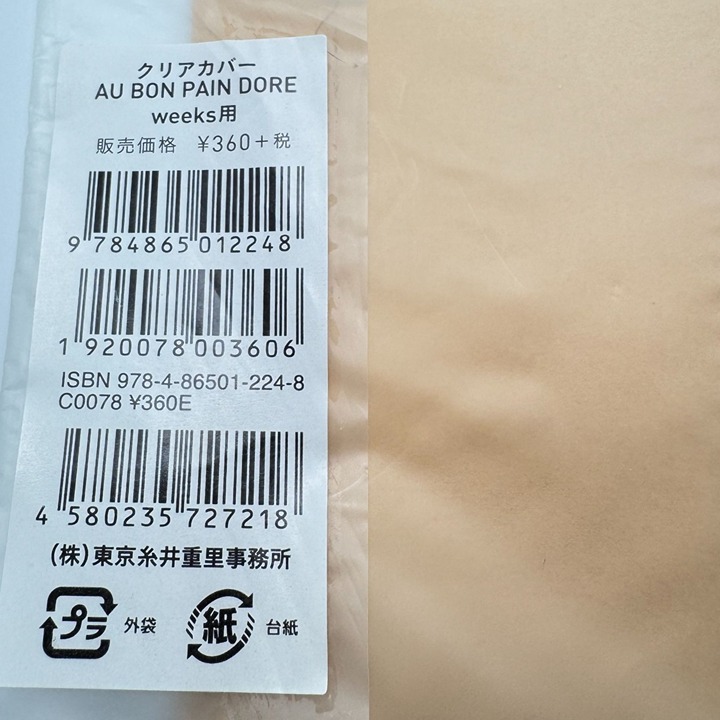 クリアカバー
AU BON PAIN DORE
weeks用
販売価格 ¥360+税
9 784865 012248
1 920078 003606
ISBN 978-4-86501-224-8
C0078 ¥360E
4 580235 727218
(株)東京糸井重里事務所
プラ 外袋 紙 台紙